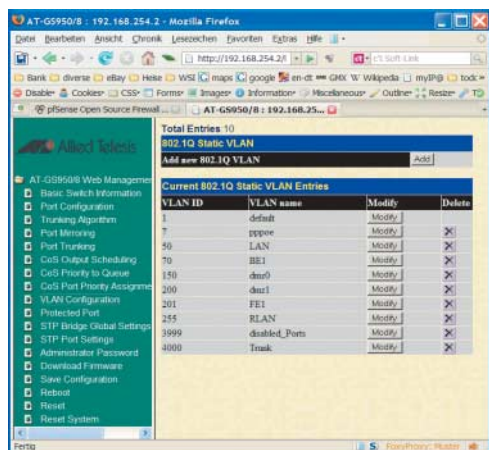 AT-GS950/8 : 192.168.254.2 - Mozilla Firefox
Datei Bearbeiten Ansicht Chronik Lesezeichen Favoriten Extras Hilfe
http://192.168.254.2/
c't Soft-Link
Bank diverse eBay Heise WSI maps google en-dt GMX W Wikipedia myIP@
Disable Cookies CSS Forms Images Information Miscellaneous Outline Resize
pfSense Open Source Firewal...
AT-GS950/8 : 192.168.25...
Allied Telesis
AT-GS950/8 Web Managemer
Basic Switch Information
Port Configuration
Trunking Algorithm
Port Mirroring
Port Trunking
CoS Output Scheduling
CoS Priority to Queue
CoS Port Priority Assignme
VLAN Configuration
Protected Port
STP Bridge Global Settings
STP Port Settings
Administrator Password
Download Firmware
Save Configuration
Reboot
Reset
Reset System
Total Entries 10
802.1Q Static VLAN
Add new 802.1Q VLAN Add
Current 802.1Q Static VLAN Entries
VLAN ID VLAN name Modify Delete
1 default Modify
7 pppoe Modify
50 LAN Modify
70 BE1 Modify
150 dmz0 Modify
200 dmz1 Modify
201 FE1 Modify
255 RLAN Modify
3999 disabled_Ports Modify
4000 Trunk Modify
Fertig
FoxyProxy: Muster